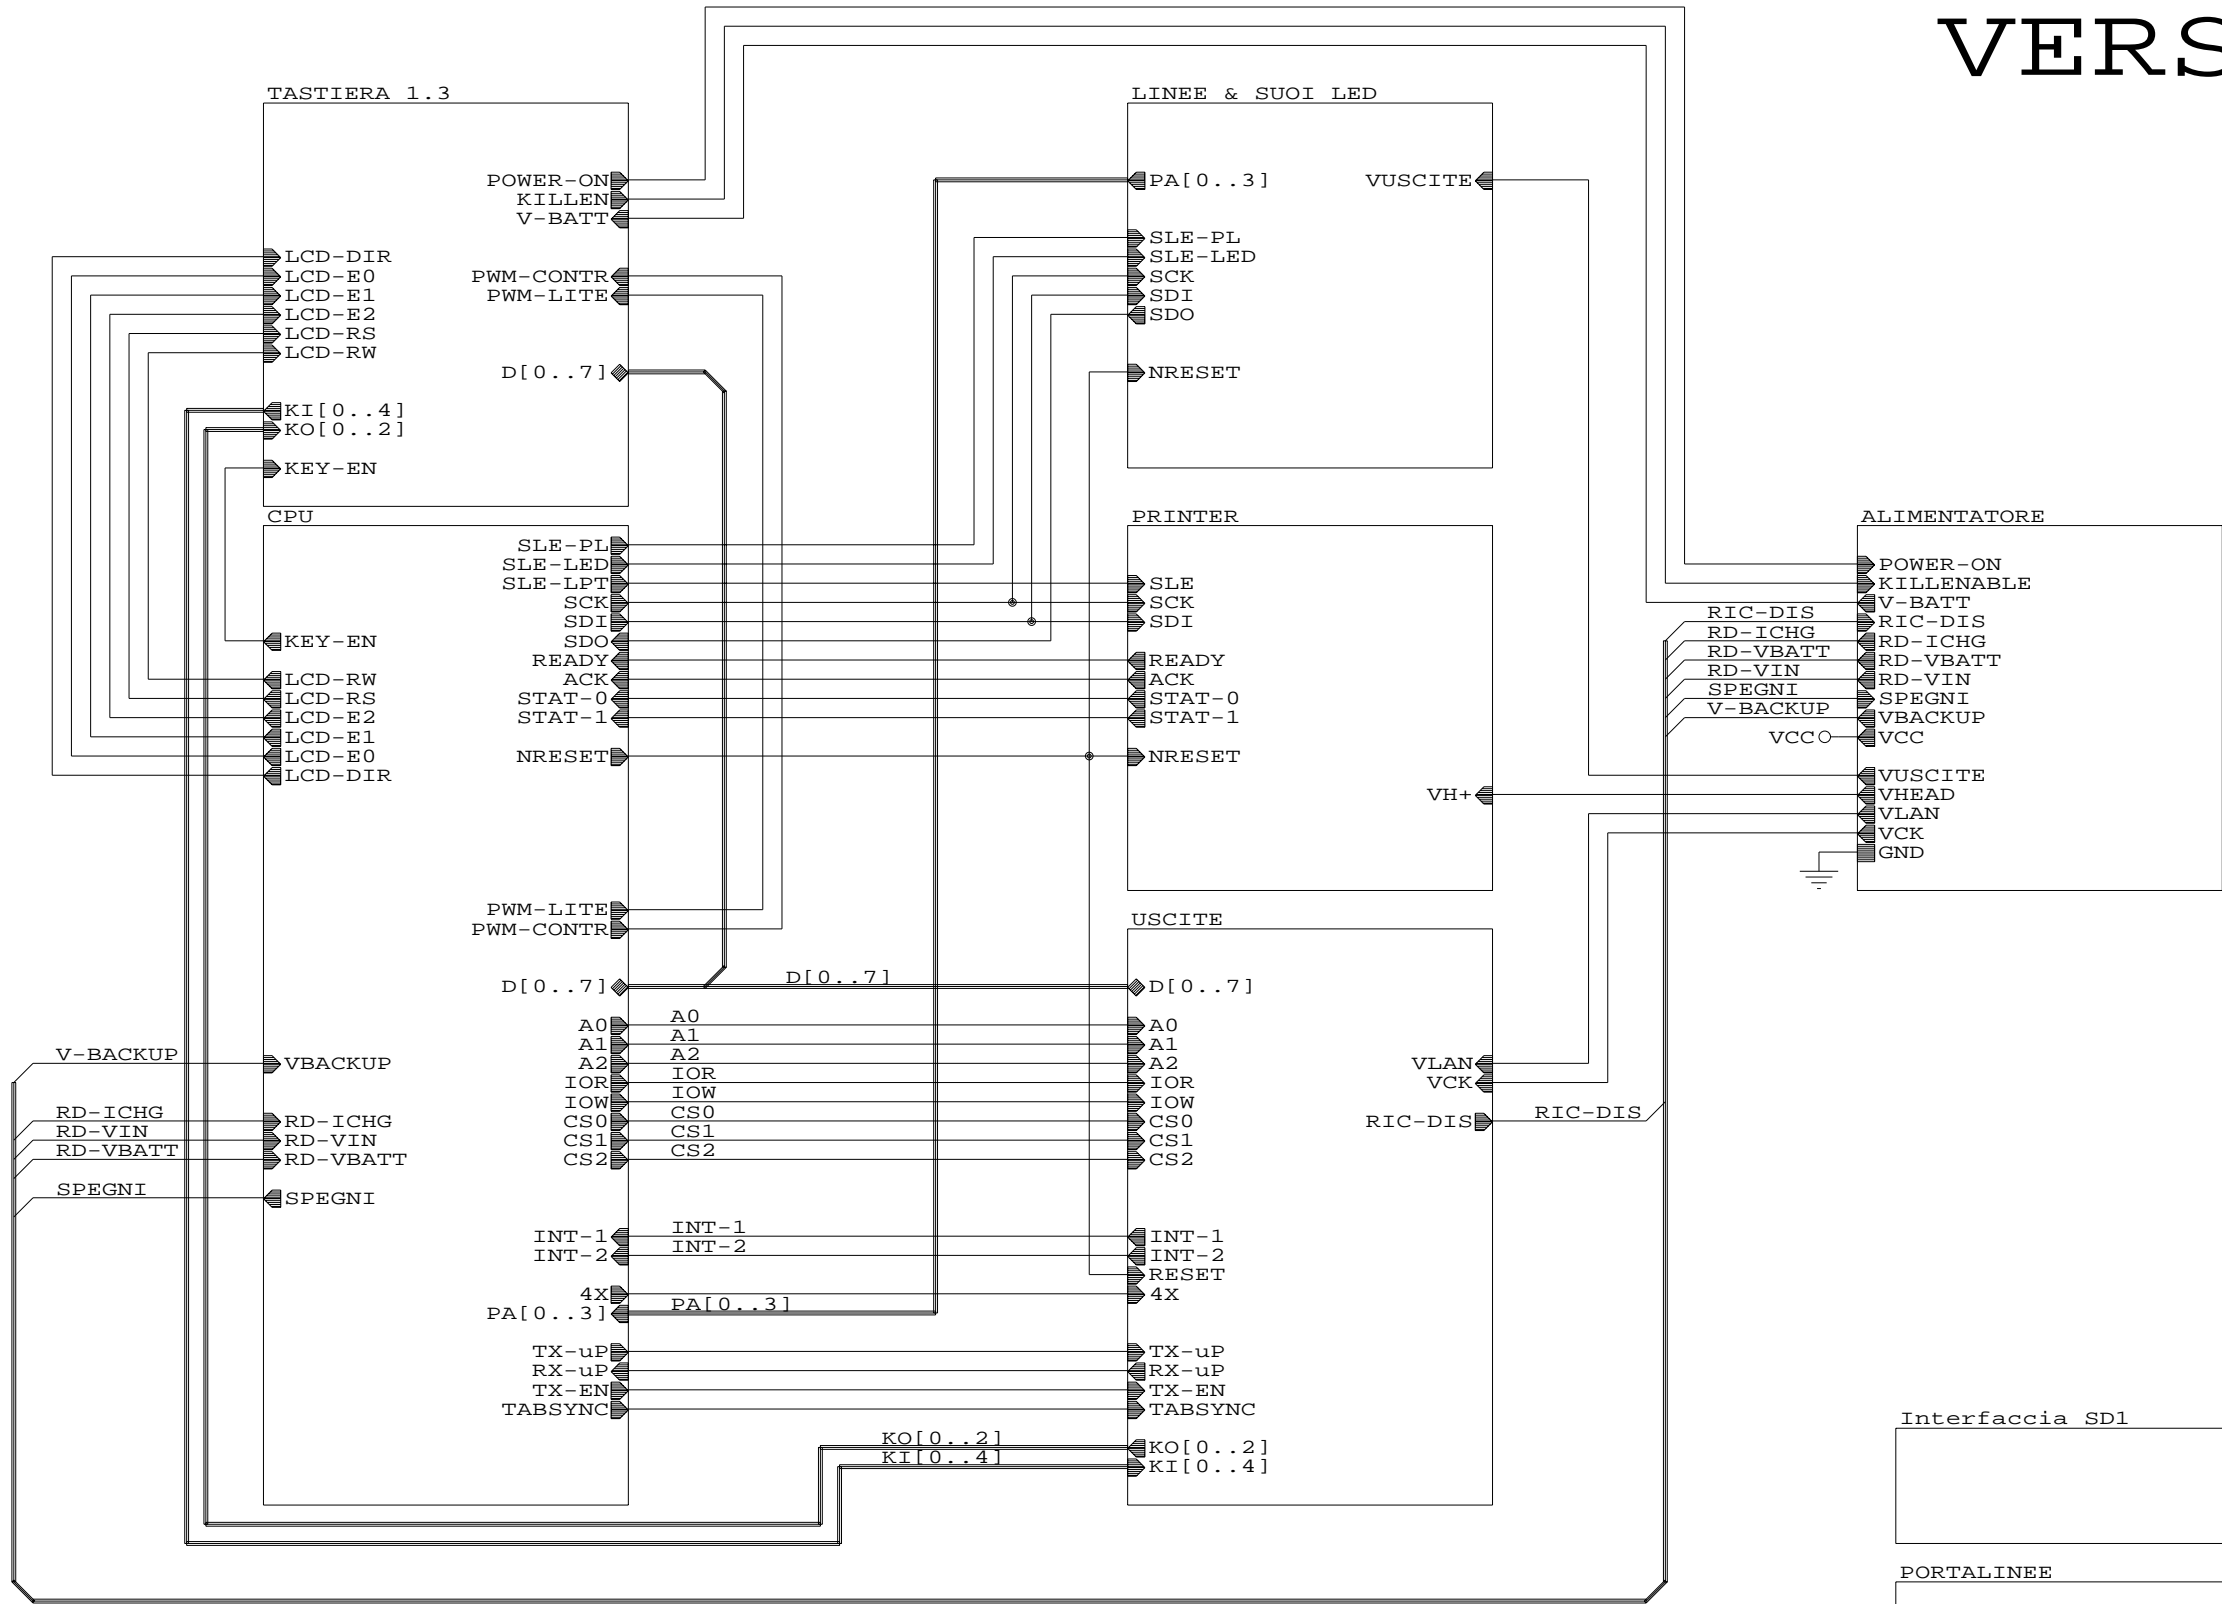 VERS
TASTIERA 1.3
POWER-ON
KILLEN
V-BATT
LCD-DIR
LCD-E0
LCD-E1
LCD-E2
LCD-RS
LCD-RW
PWM-CONTR
PWM-LITE
D[0..7]
KI[0..4]
KO[0..2]
KEY-EN
LINEE & SUOI LED
PA[0..3]
VUSCITE
SLE-PL
SLE-LED
SCK
SDI
SDO
NRESET
CPU
SLE-PL
SLE-LED
SLE-LPT
SCK
SDI
SDO
READY
ACK
STAT-0
STAT-1
NRESET
KEY-EN
LCD-RW
LCD-RS
LCD-E2
LCD-E1
LCD-E0
LCD-DIR
PWM-LITE
PWM-CONTR
D[0..7]
D[0..7]
A0
A1
A2
IOR
IOW
CS0
CS1
CS2
A0
A1
A2
IOR
IOW
CS0
CS1
CS2
V-BACKUP
VBACKUP
RD-ICHG
RD-VIN
RD-VBATT
RD-ICHG
RD-VIN
RD-VBATT
SPEGNI
SPEGNI
INT-1
INT-2
INT-1
INT-2
4X
PA[0..3]
PA[0..3]
TX-uP
RX-uP
TX-EN
TABSYNC
KO[0..2]
KI[0..4]
PRINTER
SLE
SCK
SDI
READY
ACK
STAT-0
STAT-1
NRESET
VH+
USCITE
D[0..7]
A0
A1
A2
IOR
IOW
CS0
CS1
CS2
VLAN
VCK
RIC-DIS
RIC-DIS
INT-1
INT-2
RESET
4X
TX-uP
RX-uP
TX-EN
TABSYNC
KO[0..2]
KI[0..4]
ALIMENTATORE
POWER-ON
KILLENABLE
V-BATT
RIC-DIS
RD-ICHG
RD-VBATT
RD-VIN
SPEGNI
VBACKUP
VCC
RIC-DIS
RD-ICHG
RD-VBATT
RD-VIN
SPEGNI
V-BACKUP
VCC
VUSCITE
VHEAD
VLAN
VCK
GND
Interfaccia SD1
PORTALINEE